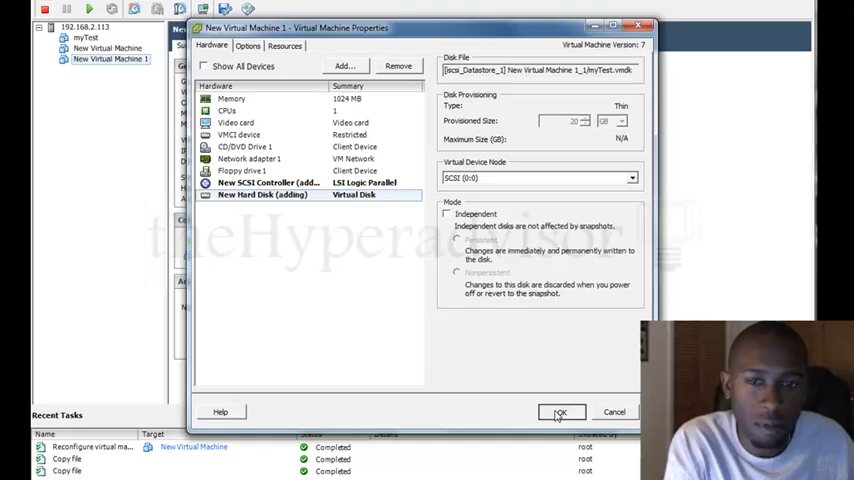 192.168.2.113
myTest
New Virtual Machine
New Virtual Machine 1
New Virtual Machine 1 - Virtual Machine Properties
Hardware
Options
Resources
Virtual Machine Version: 7
Show All Devices
Add...
Remove
Hardware
Summary
Memory
1024 MB
CPUs
1
Video card
Video card
VMCI device
Restricted
CD/DVD Drive 1
Client Device
Network adapter 1
VM Network
Floppy drive 1
Client Device
New SCSI Controller (add...
LSI Logic Parallel
New Hard Disk (adding)
Virtual Disk
Disk File
[iscsi_Datastore_1] New Virtual Machine 1_1/myTest.vmdk
Disk Provisioning
Type:
Thin
Provisioned Size:
20
GB
Maximum Size (GB):
N/A
Virtual Device Node
SCSI (0:0)
Mode
Independent
Independent disks are not affected by snapshots.
Persistent
Changes are immediately and permanently written to
the disk.
Nonpersistent
Changes to this disk are discarded when you power
off or revert to the snapshot.
theHyperadvisor
Help
OK
Cancel
Recent Tasks
Name
Target
Status
Details
Initiated by
Reconfigure virtual ma...
New Virtual Machine
Completed
root
Copy file
Completed
root
Copy file
Completed
root